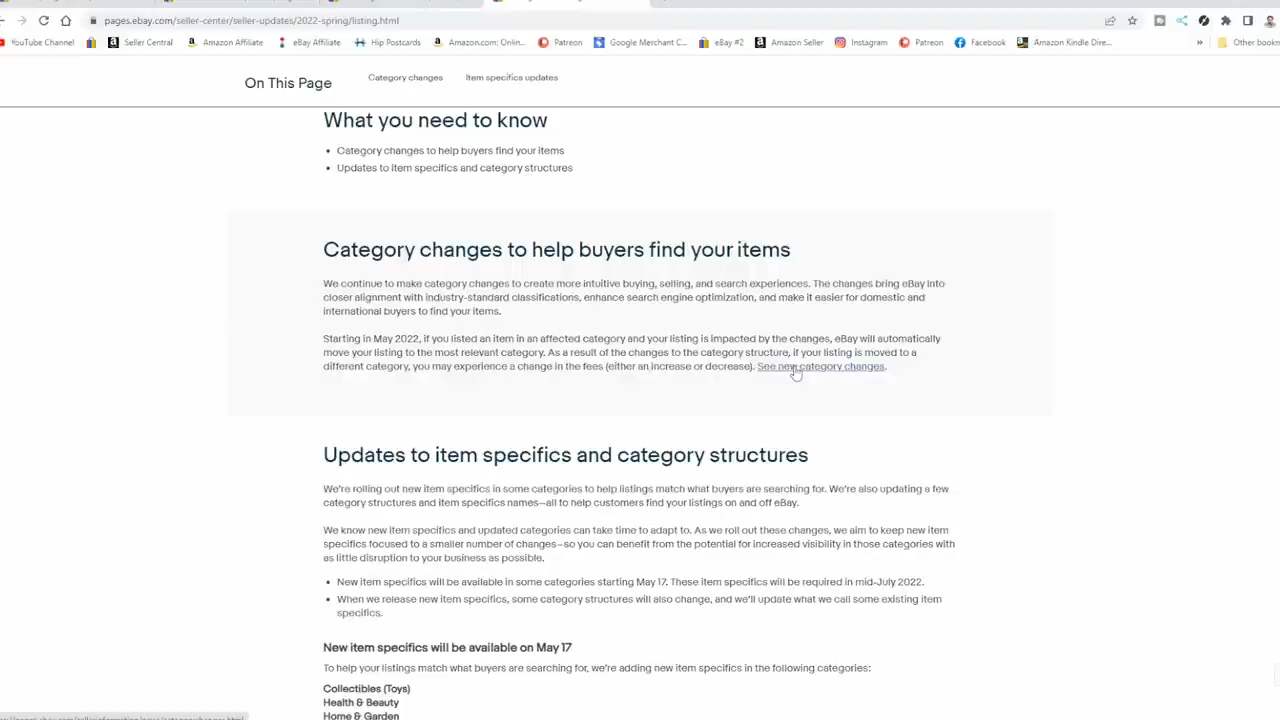 pages.ebay.com/seller-center/seller-updates/2022-spring/listing.html
YouTube Channel
Seller Central
Amazon Affiliate
eBay Affiliate
Hip Postcards
Amazon.com: Onlin...
Patreon
Google Merchant C...
eBay #2
Amazon Seller
Instagram
Patreon
Facebook
Amazon Kindle Dire...
»
Other bookm
On This Page
Category changes
Item specifics updates
What you need to know
• Category changes to help buyers find your items
• Updates to item specifics and category structures
Category changes to help buyers find your items
We continue to make category changes to create more intuitive buying, selling, and search experiences. The changes bring eBay into
closer alignment with industry-standard classifications, enhance search engine optimization, and make it easier for domestic and
international buyers to find your items.
Starting in May 2022, if you listed an item in an affected category and your listing is impacted by the changes, eBay will automatically
move your listing to the most relevant category. As a result of the changes to the category structure, if your listing is moved to a
different category, you may experience a change in the fees (either an increase or decrease). See new category changes.
Updates to item specifics and category structures
We're rolling out new item specifics in some categories to help listings match what buyers are searching for. We're also updating a few
category structures and item specifics names—all to help customers find your listings on and off eBay.
We know new item specifics and updated categories can take time to adapt to. As we roll out these changes, we aim to keep new item
specifics focused to a smaller number of changes—so you can benefit from the potential for increased visibility in those categories with
as little disruption to your business as possible.
• New item specifics will be available in some categories starting May 17. These item specifics will be required in mid-July 2022.
• When we release new item specifics, some category structures will also change, and we'll update what we call some existing item
specifics.
New item specifics will be available on May 17
To help your listings match what buyers are searching for, we're adding new item specifics in the following categories:
Collectibles (Toys)
Health & Beauty
Home & Garden